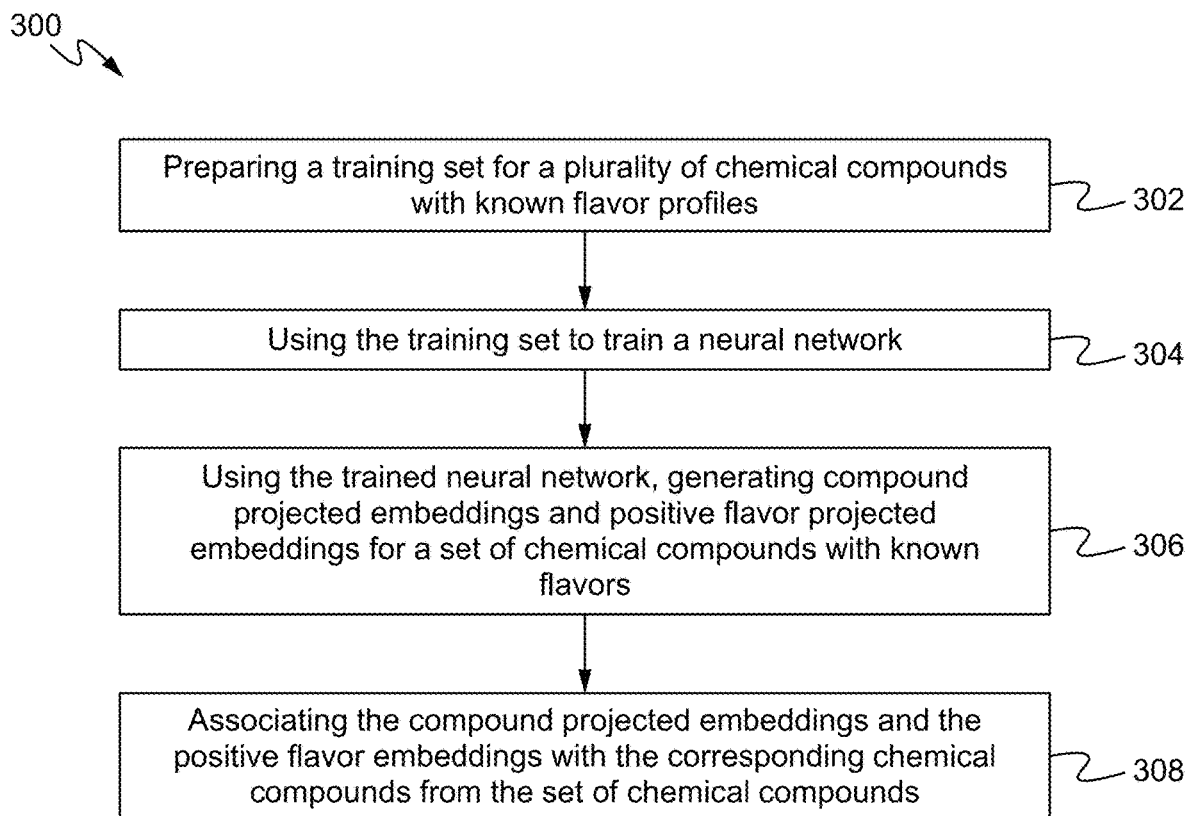 300
Preparing a training set for a plurality of chemical compounds
with known flavor profiles
302
Using the training set to train a neural network
304
Using the trained neural network, generating compound
projected embeddings and positive flavor projected
embeddings for a set of chemical compounds with known
flavors
306
Associating the compound projected embeddings and the
positive flavor embeddings with the corresponding chemical
compounds from the set of chemical compounds
308